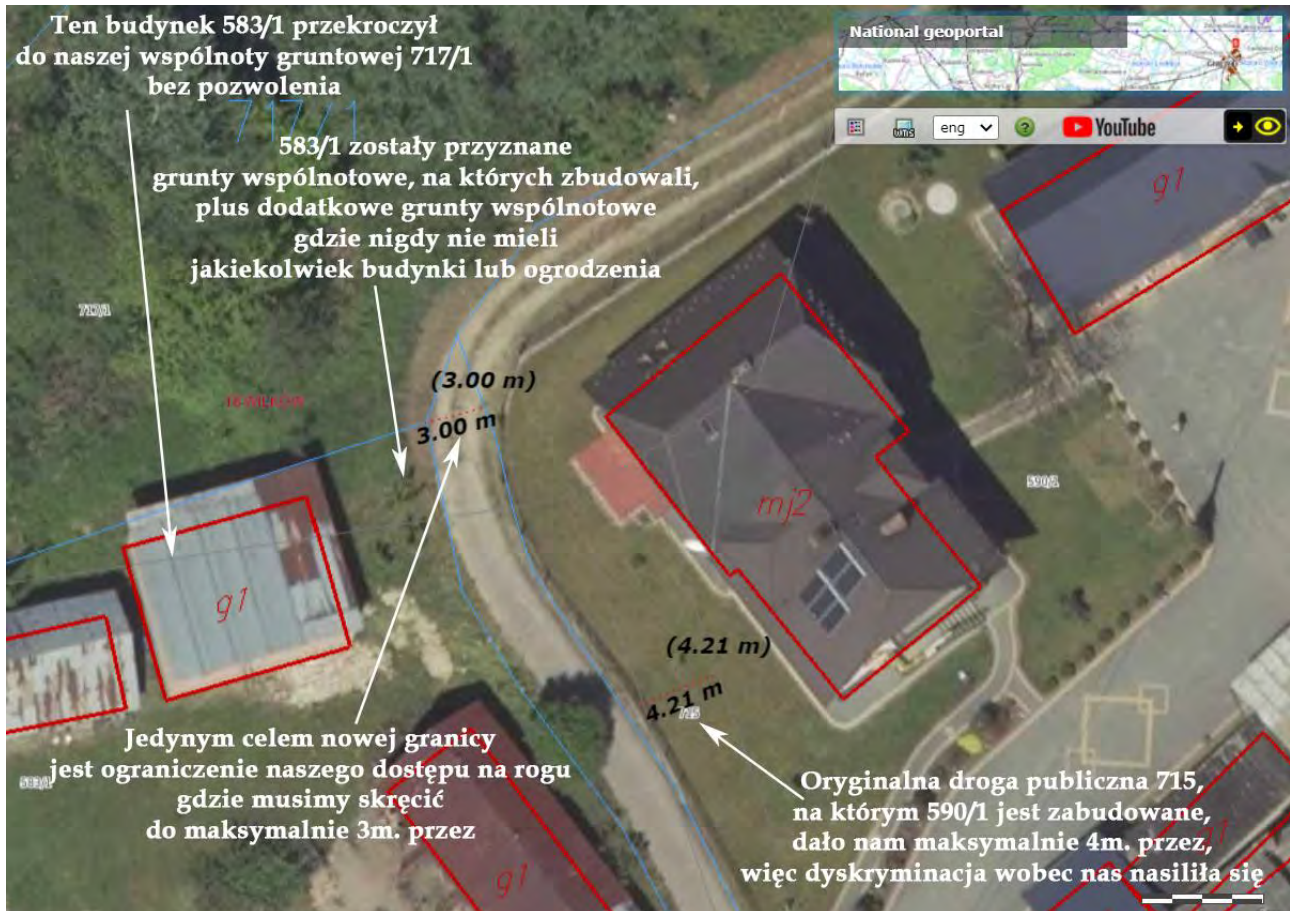 Ten budynek 583/1 przekroczył
do naszej wspólnoty gruntowej 717/1
bez pozwolenia
717/1
583/1 zostały przyznane
grunty wspólnotowe, na których zbudowali,
plus dodatkowe grunty wspólnotowe
gdzie nigdy nie mieli
jakiekolwiek budynki lub ogrodzenia
National geoportal
eng
YouTube
g1
(3.00 m)
3.00 m
mj2
590/1
g1
(4.21 m)
4.21 m
715
Jedynym celem nowej granicy
jest ograniczenie naszego dostępu na rogu
gdzie musimy skręcić
do maksymalnie 3m. przez
583/1
g1
Oryginalna droga publiczna 715,
na którym 590/1 jest zabudowane,
dało nam maksymalnie 4m. przez,
więc dyskryminacja wobec nas nasiliła się
g1